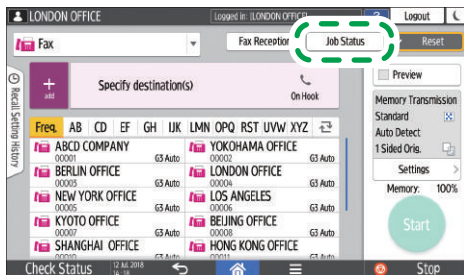 LONDON OFFICE Logged in: [LONDON OFFICE] ? Logout
Fax Fax Reception Job Status Reset
Recall Setting History
add Specify destination(s) On Hook
Preview
Memory Transmission
Standard
Auto Detect
1 Sided Orig.
Settings >
Memory: 100%
Start
Freq. AB CD EF GH IJK LMN OPQ RST UVW XYZ
ABCD COMPANY YOKOHAMA OFFICE
00001 G3 Auto 00002 G3 Auto
BERLIN OFFICE LONDON OFFICE
00003 G3 Auto 00004 G3 Auto
NEW YORK OFFICE LOS ANGELES
00005 G3 Auto 00006 G3 Auto
KYOTO OFFICE BEIJING OFFICE
00007 G3 Auto 00008 G3 Auto
SHANGHAI OFFICE HONG KONG OFFICE
Check Status 12 Jul 2018 Stop